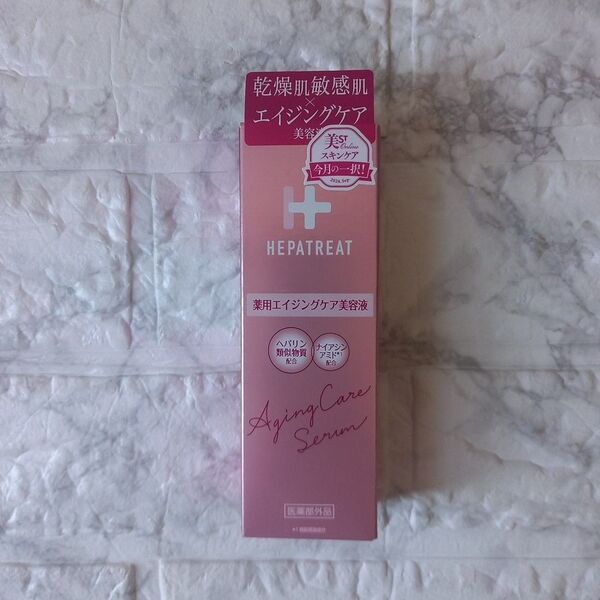 乾燥肌敏感肌
×
エイジングケア
美容液
美ST
Online
スキンケア
今月の一択!
H+
HEPATREAT
薬用エイジングケア美容液
ヘパリン
類似物質
配合
ナイアシン
アミド*1
配合
Aging Care
Serum
医薬部外品